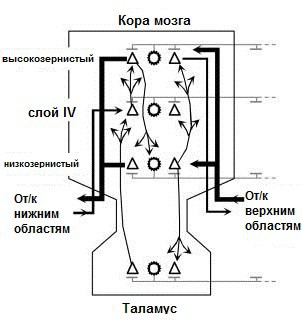 Кора мозга
высокозернистый
слой IV
низкозернистый
От/к
нижним
областям
От/к
верхним
областям
Таламус